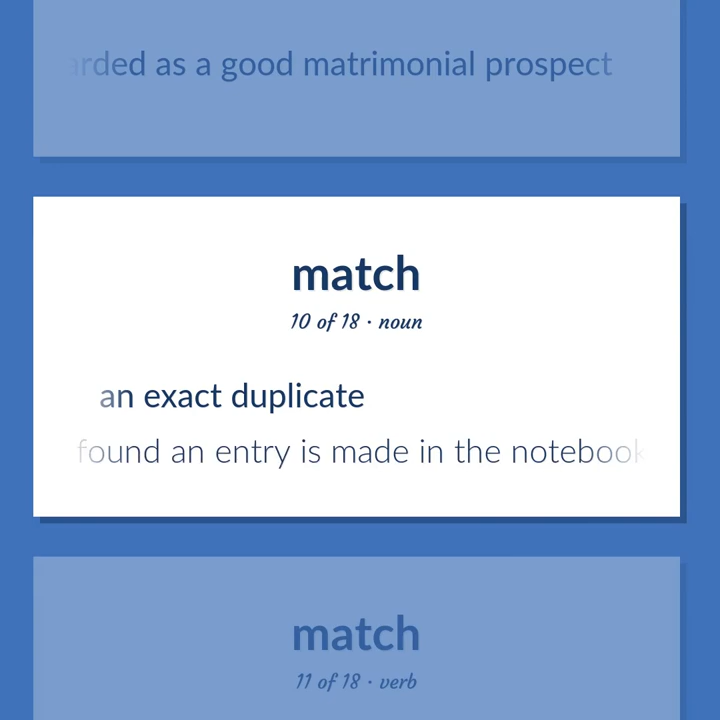 as a good matrimonial prospect
match
10 of 18 · noun
an exact duplicate
found an entry is made in the notebook
match
11 of 18 · verb